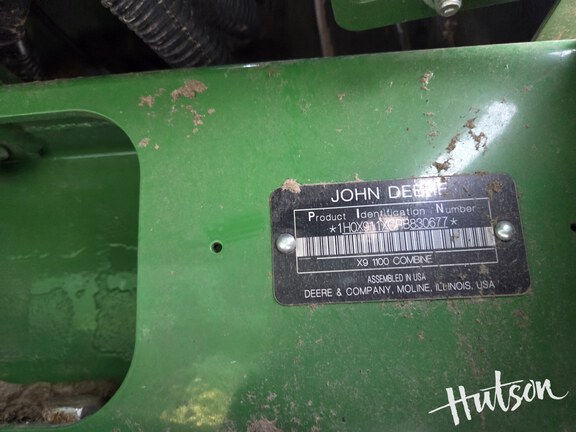 JOHN DEERE
Product Identification Number
P I N
X9 1100 COMBINE
ASSEMBLED IN USA
DEERE & COMPANY, MOLINE, ILLINOIS, USA
Hutson